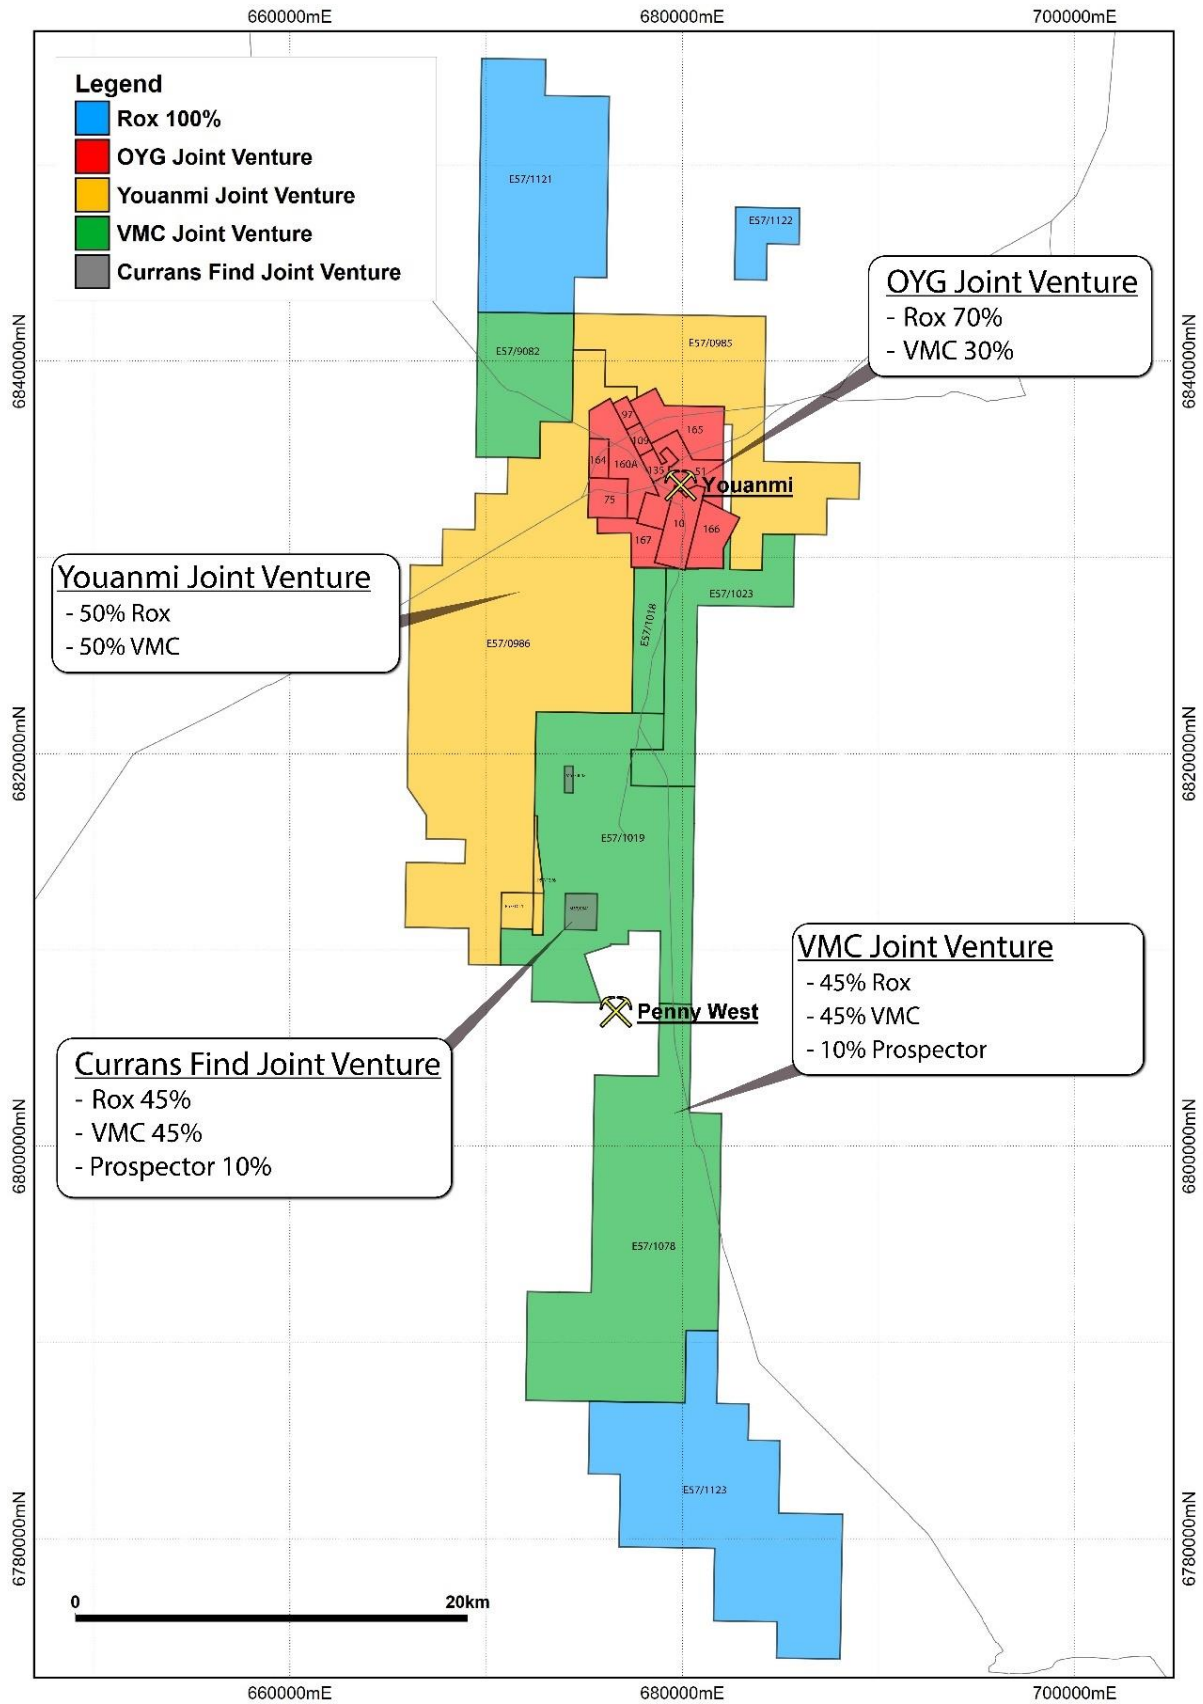 660000mE
680000mE
700000mE
Legend
Rox 100%
OYG Joint Venture
Youanmi Joint Venture
VMC Joint Venture
Currans Find Joint Venture
E57/1121
E57/1122
OYG Joint Venture
- Rox 70%
- VMC 30%
6840000mN
6840000mN
E57/9082
E57/0985
97
165
109
164
160A
135
51
Youanmi
75
10
166
167
Youanmi Joint Venture
- 50% Rox
- 50% VMC
E57/1023
E57/1018
E57/0986
6820000mN
6820000mN
E57/1019
VMC Joint Venture
- 45% Rox
- 45% VMC
- 10% Prospector
Penny West
Currans Find Joint Venture
- Rox 45%
- VMC 45%
- Prospector 10%
6800000mN
6800000mN
E57/1078
E57/1123
6780000mN
6780000mN
0
20km
660000mE
680000mE
700000mE